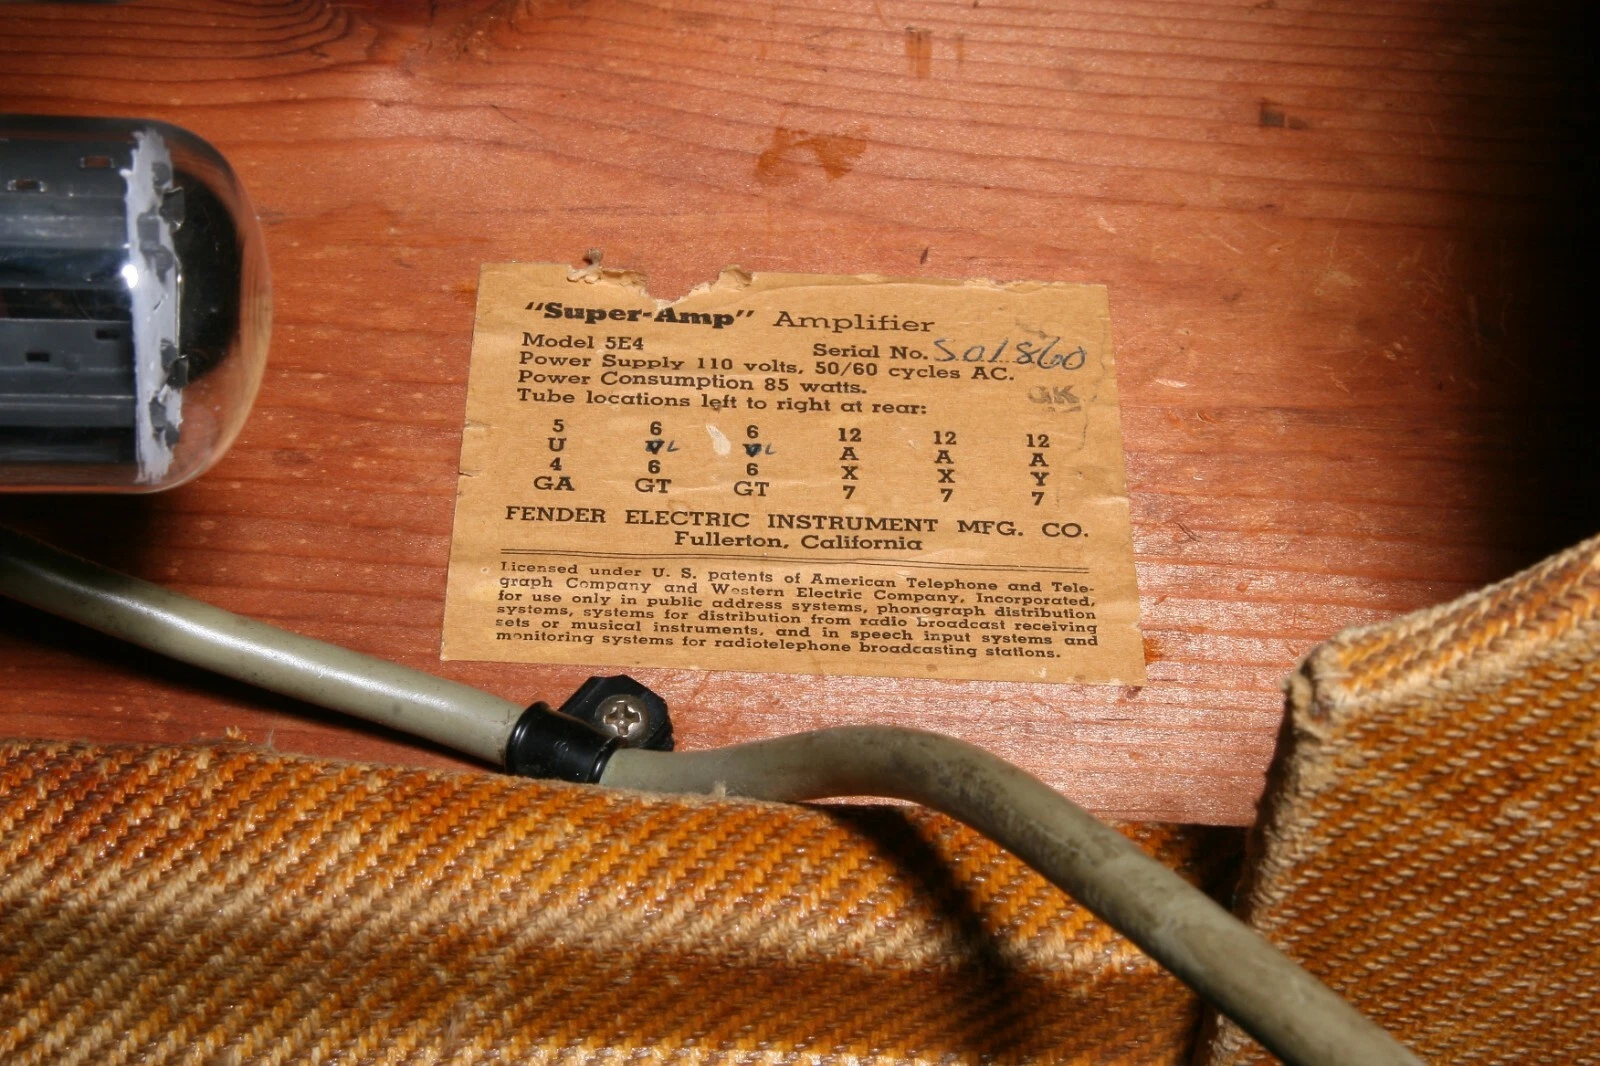 "Super-Amp" Amplifier
Model 5E4 Serial No. S01860
Power Supply 110 volts, 50/60 cycles AC.
Power Consumption 85 watts. GK
Tube locations left to right at rear:
5 6 6 12 12 12
U VL VL A A A
4 6 6 X X Y
GA GT GT 7 7 7
FENDER ELECTRIC INSTRUMENT MFG. CO.
Fullerton, California
Licensed under U. S. patents of American Telephone and Tele-
graph Company and Western Electric Company, Incorporated,
for use only in public address systems, phonograph distribution
systems, systems for distribution from radio broadcast receiving
sets or musical instruments, and in speech input systems and
monitoring systems for radiotelephone broadcasting stations.